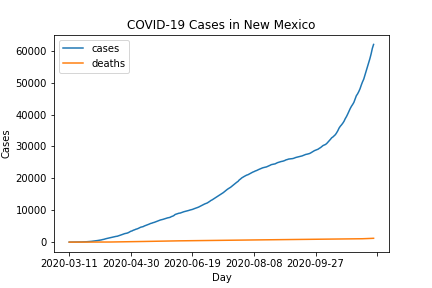 COVID-19 Cases in New Mexico
cases
deaths
60000
50000
40000
30000
20000
10000
0
Cases
2020-03-11 2020-04-30 2020-06-19 2020-08-08 2020-09-27
Day